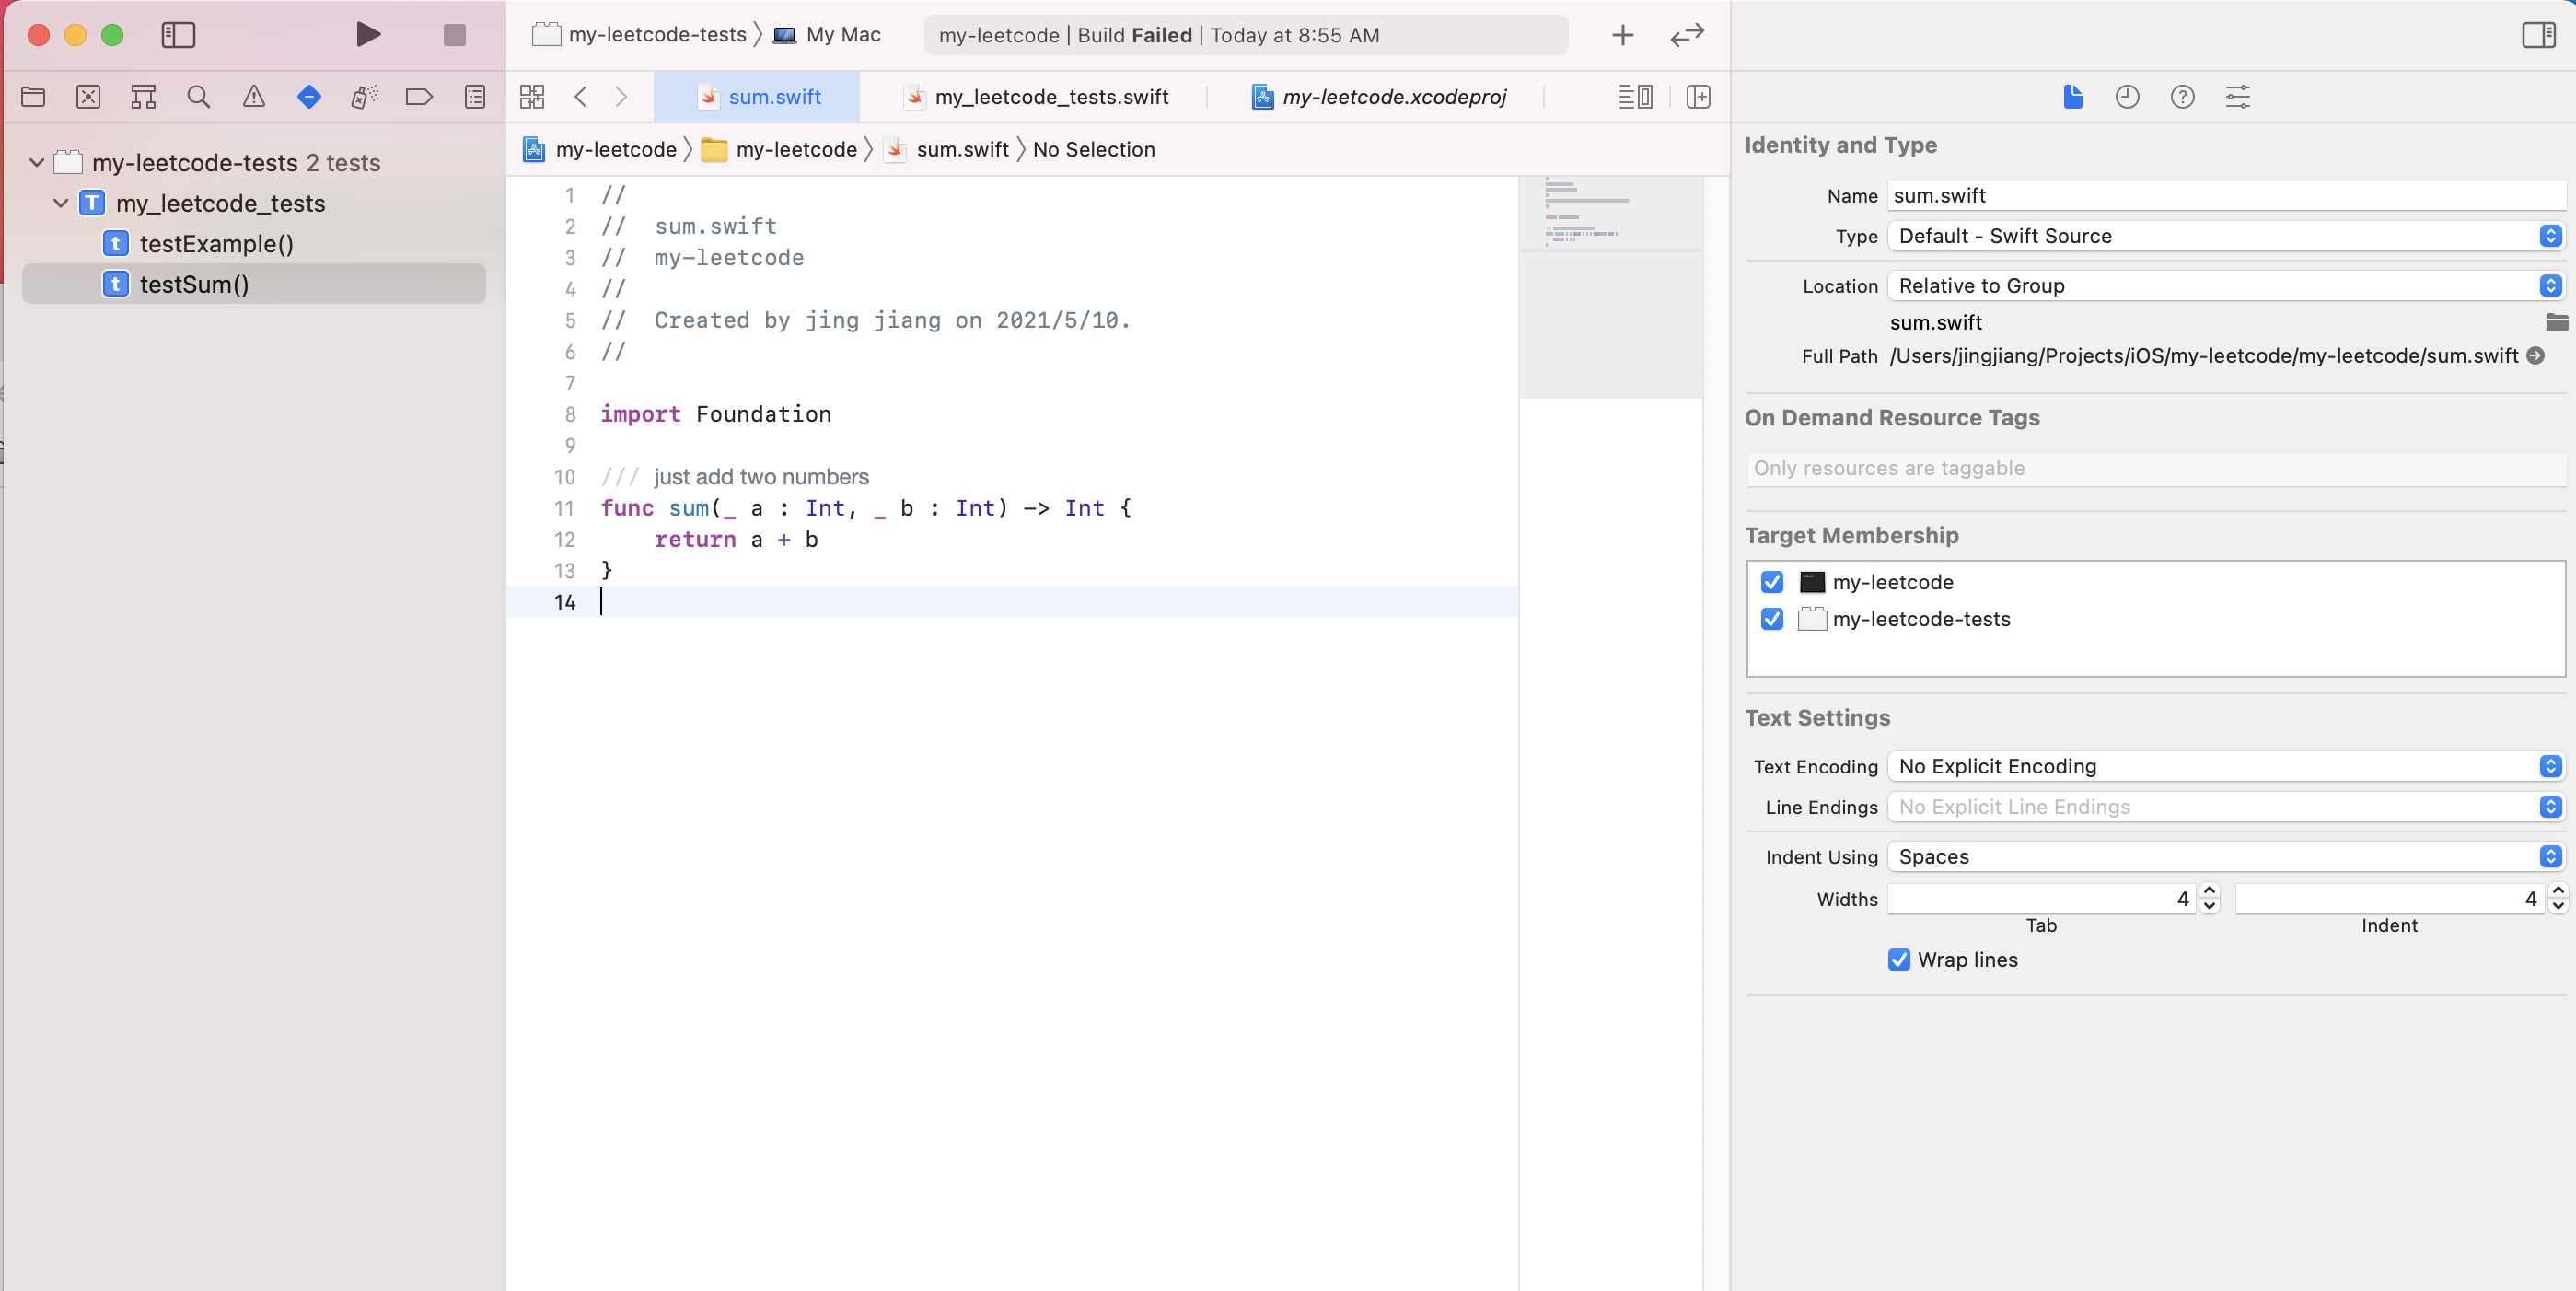 my-leetcode-tests My Mac
my-leetcode | Build Failed | Today at 8:55 AM
sum.swift
my_leetcode_tests.swift
my-leetcode.xcodeproj
my-leetcode my-leetcode sum.swift No Selection
my-leetcode-tests 2 tests
T my_leetcode_tests
t testExample()
t testSum()
1 //
2 //  sum.swift
3 //  my-leetcode
4 //
5 //  Created by jing jiang on 2021/5/10.
6 //
7
8 import Foundation
9
10 /// just add two numbers
11 func sum(_ a : Int, _ b : Int) -> Int {
12     return a + b
13 }
14
Identity and Type
Name sum.swift
Type Default - Swift Source
Location Relative to Group
sum.swift
Full Path /Users/jingjiang/Projects/iOS/my-leetcode/my-leetcode/sum.swift
On Demand Resource Tags
Only resources are taggable
Target Membership
my-leetcode
my-leetcode-tests
Text Settings
Text Encoding No Explicit Encoding
Line Endings No Explicit Line Endings
Indent Using Spaces
Widths 4 4
Tab Indent
Wrap lines